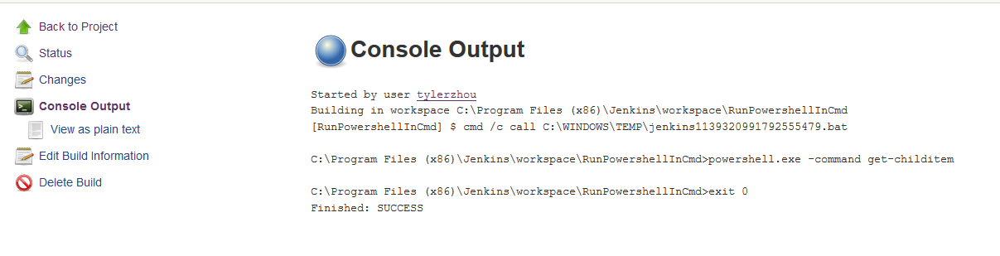 Back to Project
Status
Changes
Console Output
View as plain text
Edit Build Information
Delete Build
Console Output
Started by user tylerzhou
Building in workspace C:\Program Files (x86)\Jenkins\workspace\RunPowershellInCmd
[RunPowershellInCmd] $ cmd /c call C:\WINDOWS\TEMP\jenkins1139320991792555479.bat
C:\Program Files (x86)\Jenkins\workspace\RunPowershellInCmd>powershell.exe -command get-childitem
C:\Program Files (x86)\Jenkins\workspace\RunPowershellInCmd>exit 0
Finished: SUCCESS